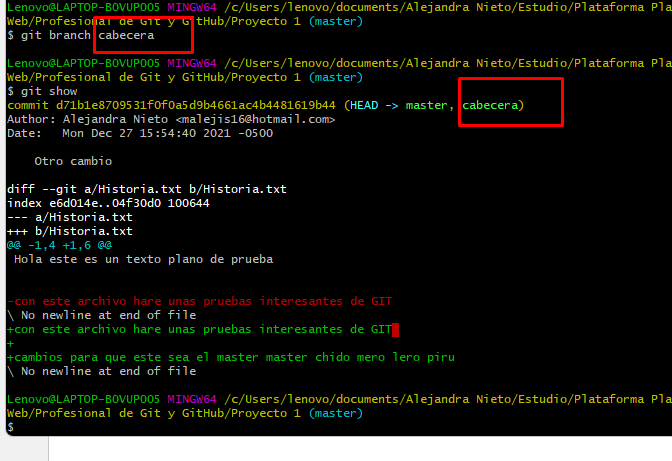 Lenovo@LAPTOP-BOVUPOO5 MINGW64 /c/Users/lenovo/documents/Alejandra Nieto/Estudio/Plataforma Pla
Web/Profesional de Git y GitHub/Proyecto 1 (master)
$ git branch cabecera
Lenovo@LAPTOP-BOVUPOO5 MINGW64 /c/Users/lenovo/documents/Alejandra Nieto/Estudio/Plataforma Pla
Web/Profesional de Git y GitHub/Proyecto 1 (master)
$ git show
commit d71b1e8709531f0f0a5d9b4661ac4b4481619b44 (HEAD -> master, cabecera)
Author: Alejandra Nieto <malejis16@hotmail.com>
Date:   Mon Dec 27 15:54:40 2021 -0500
Otro cambio
diff --git a/Historia.txt b/Historia.txt
index e6d014e..04f30d0 100644
--- a/Historia.txt
+++ b/Historia.txt
@@ -1,4 +1,6 @@
Hola este es un texto plano de prueba
-con este archivo hare unas pruebas interesantes de GIT
\ No newline at end of file
+con este archivo hare unas pruebas interesantes de GIT
+
+cambios para que este sea el master master chido mero lero piru
\ No newline at end of file
Lenovo@LAPTOP-BOVUPOO5 MINGW64 /c/Users/lenovo/documents/Alejandra Nieto/Estudio/Plataforma Pla
Web/Profesional de Git y GitHub/Proyecto 1 (master)
$